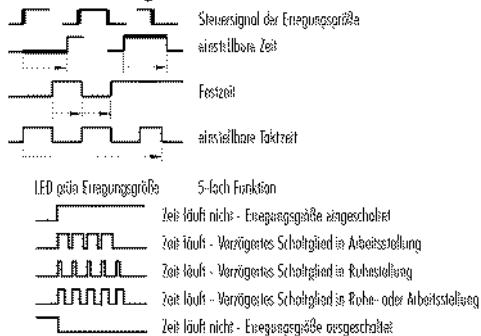 Steuersignal der Erregungsgröße
einstellbare Zeit
Festzeit
einstellbare Taktzeit
LED grün Erregungsgröße 5-fach Funktion
Zeit läuft nicht - Erregungsgröße eingeschaltet
Zeit läuft - Verzögertes Schaltglied in Arbeitsstellung
Zeit läuft - Verzögertes Schaltglied in Ruhestellung
Zeit läuft - Verzögertes Schaltglied in Ruhe- oder Arbeitsstellung
Zeit läuft nicht - Erregungsgröße ausgeschaltet